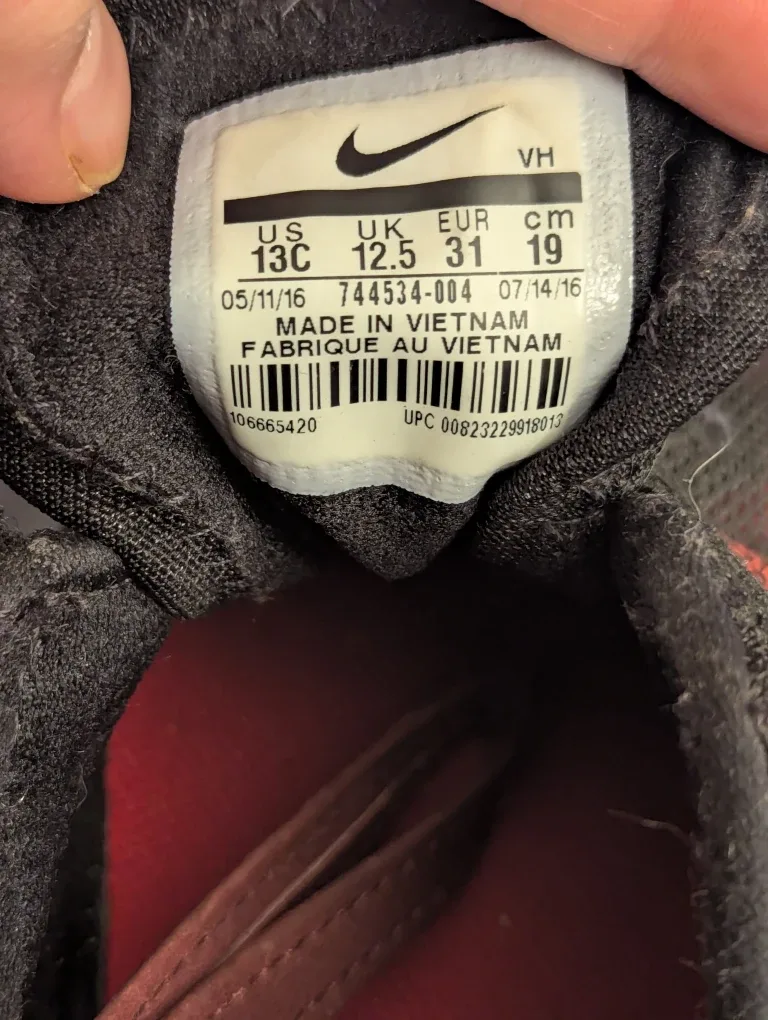 VH
US UK EUR cm
13C 12.5 31 19
05/11/16 744534-004 07/14/16
MADE IN VIETNAM
FABRIQUE AU VIETNAM
106665420 UPC 00823229918013